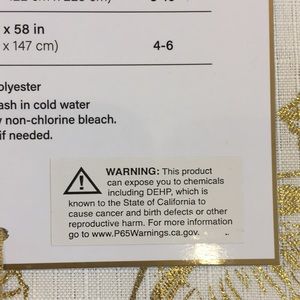 x 58 in
x 147 cm) 4-6
olyester
ash in cold water
y non-chlorine bleach.
if needed.
WARNING: This product
can expose you to chemicals
including DEHP, which is
known to the State of California to
cause cancer and birth defects or other
reproductive harm. For more information
go to www.P65Warnings.ca.gov.